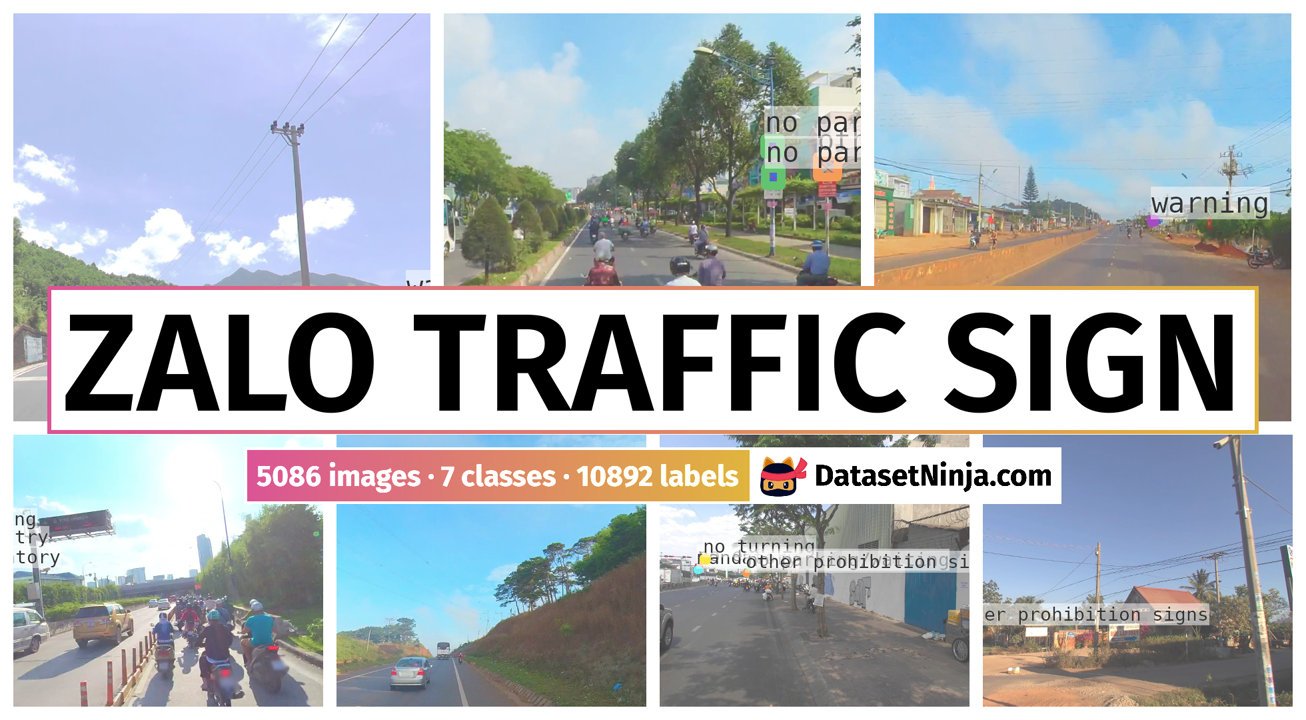 no par
no par
warning
ZALO TRAFFIC SIGN
5086 images · 7 classes · 10892 labels
DatasetNinja.com
ng
try
tory
no turning
other prohibition si
er prohibition signs